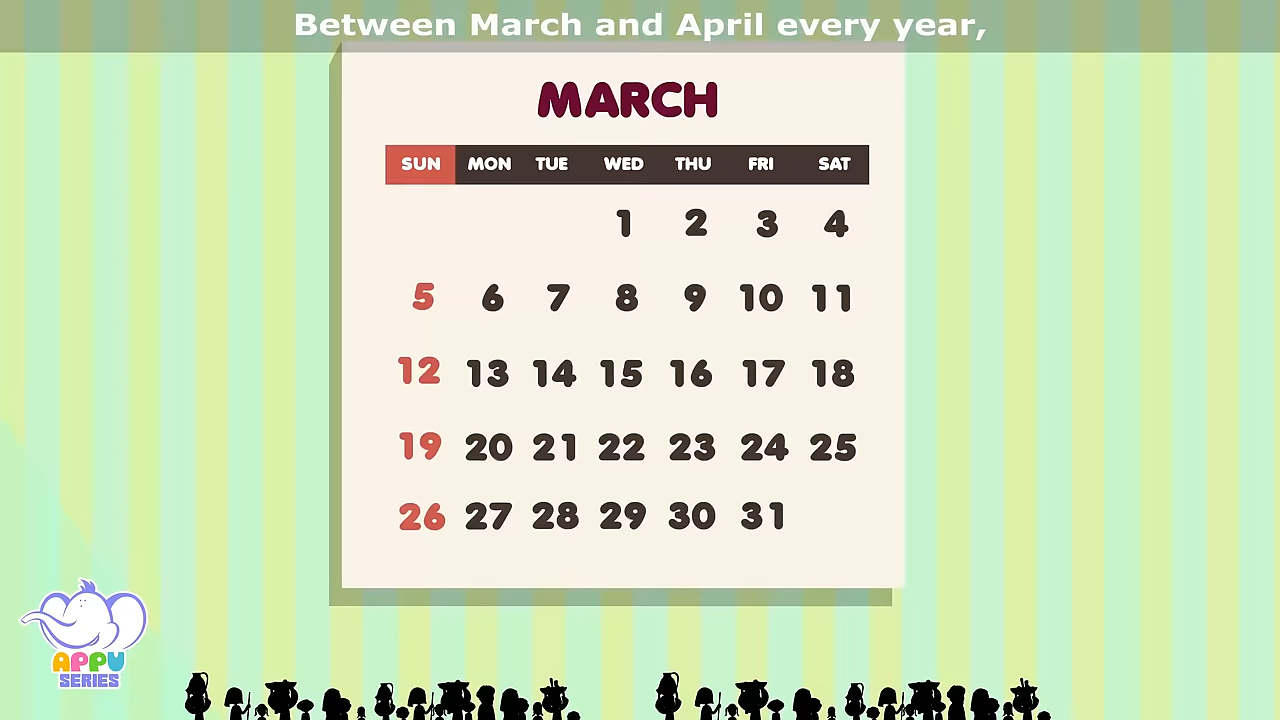 Between March and April every year,
MARCH
SUN MON TUE WED THU FRI SAT
1 2 3 4
5 6 7 8 9 10 11
12 13 14 15 16 17 18
19 20 21 22 23 24 25
26 27 28 29 30 31
APPU
SERIES